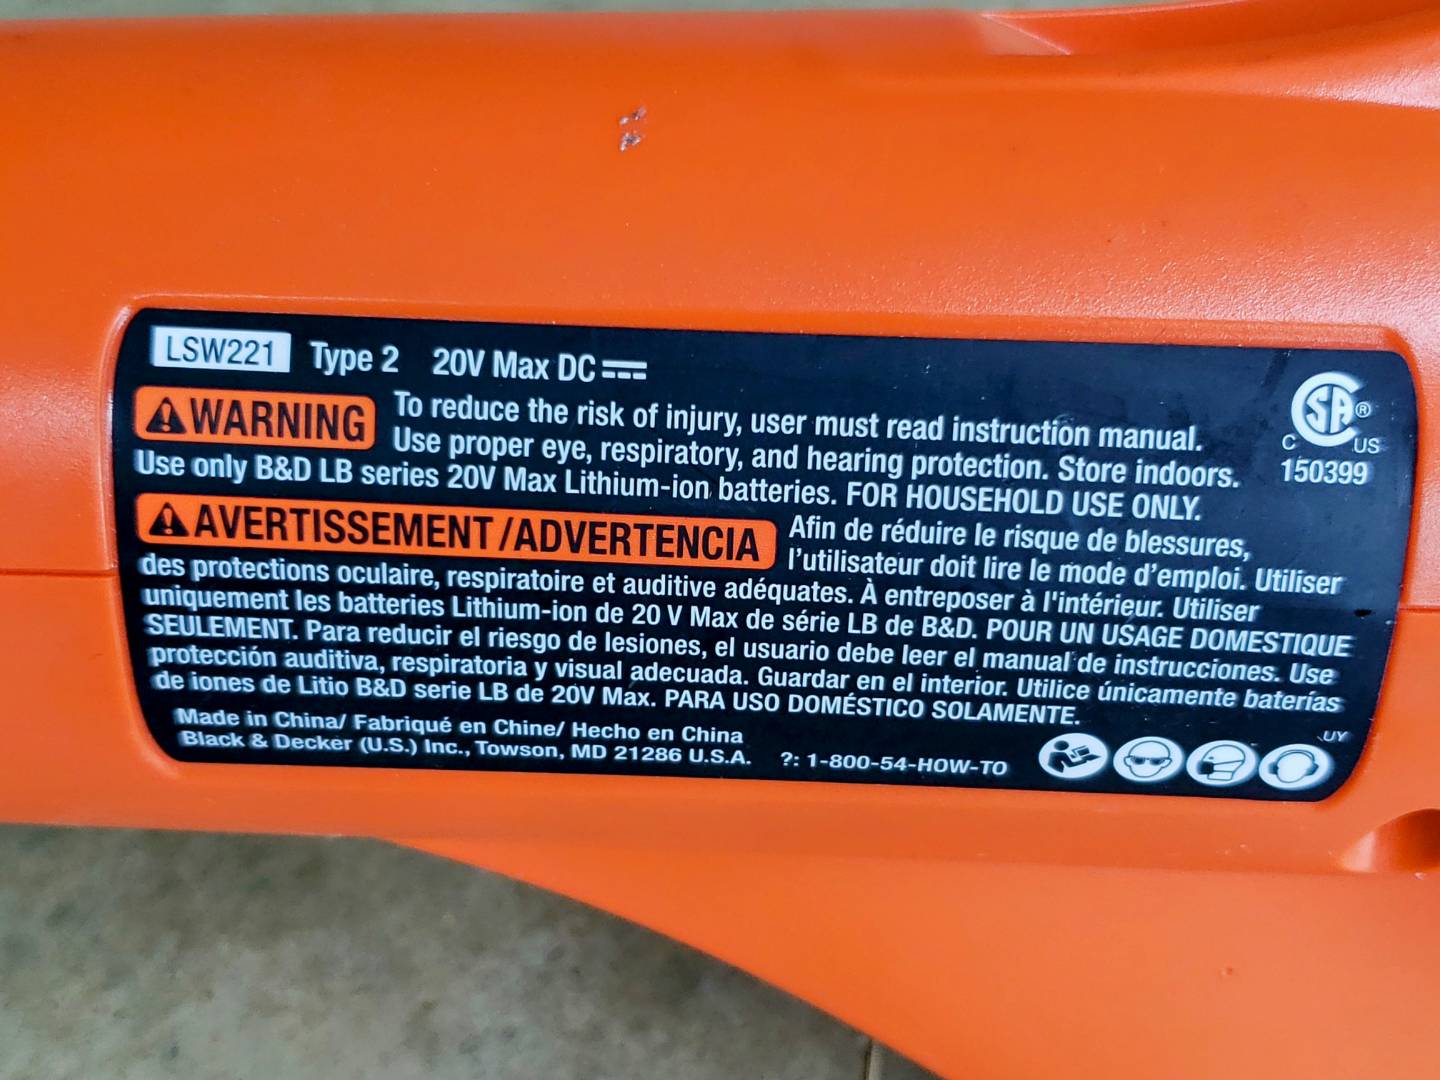 LSW221 Type 2 20V Max DC
WARNING To reduce the risk of injury, user must read instruction manual.
Use proper eye, respiratory, and hearing protection. Store indoors.
Use only B&D LB series 20V Max Lithium-ion batteries. FOR HOUSEHOLD USE ONLY.
AVERTISSEMENT/ADVERTENCIA Afin de réduire le risque de blessures,
l'utilisateur doit lire le mode d'emploi. Utiliser
des protections oculaire, respiratoire et auditive adéquates. À entreposer à l'intérieur. Utiliser
uniquement les batteries Lithium-ion de 20 V Max de série LB de B&D. POUR UN USAGE DOMESTIQUE
SEULEMENT. Para reducir el riesgo de lesiones, el usuario debe leer el manual de instrucciones. Use
protección auditiva, respiratoria y visual adecuada. Guardar en el interior. Utilice únicamente baterías
de iones de Litio B&D serie LB de 20V Max. PARA USO DOMÉSTICO SOLAMENTE.
Made in China/ Fabriqué en Chine/ Hecho en China
Black & Decker (U.S.) Inc., Towson, MD 21286 U.S.A. ?: 1-800-54-HOW-TO
UY
SA ®
C US
150399